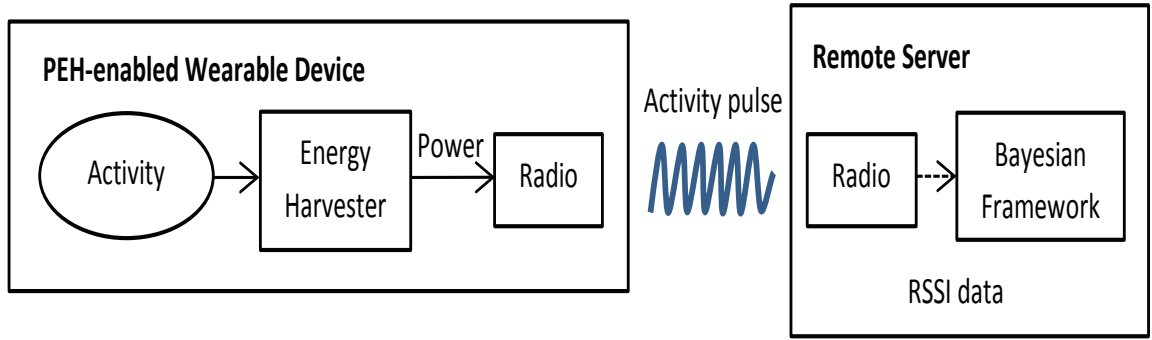 PEH-enabled Wearable Device
Activity
Energy
Harvester
Power
Radio
Activity pulse
Remote Server
Radio
Bayesian
Framework
RSSI data